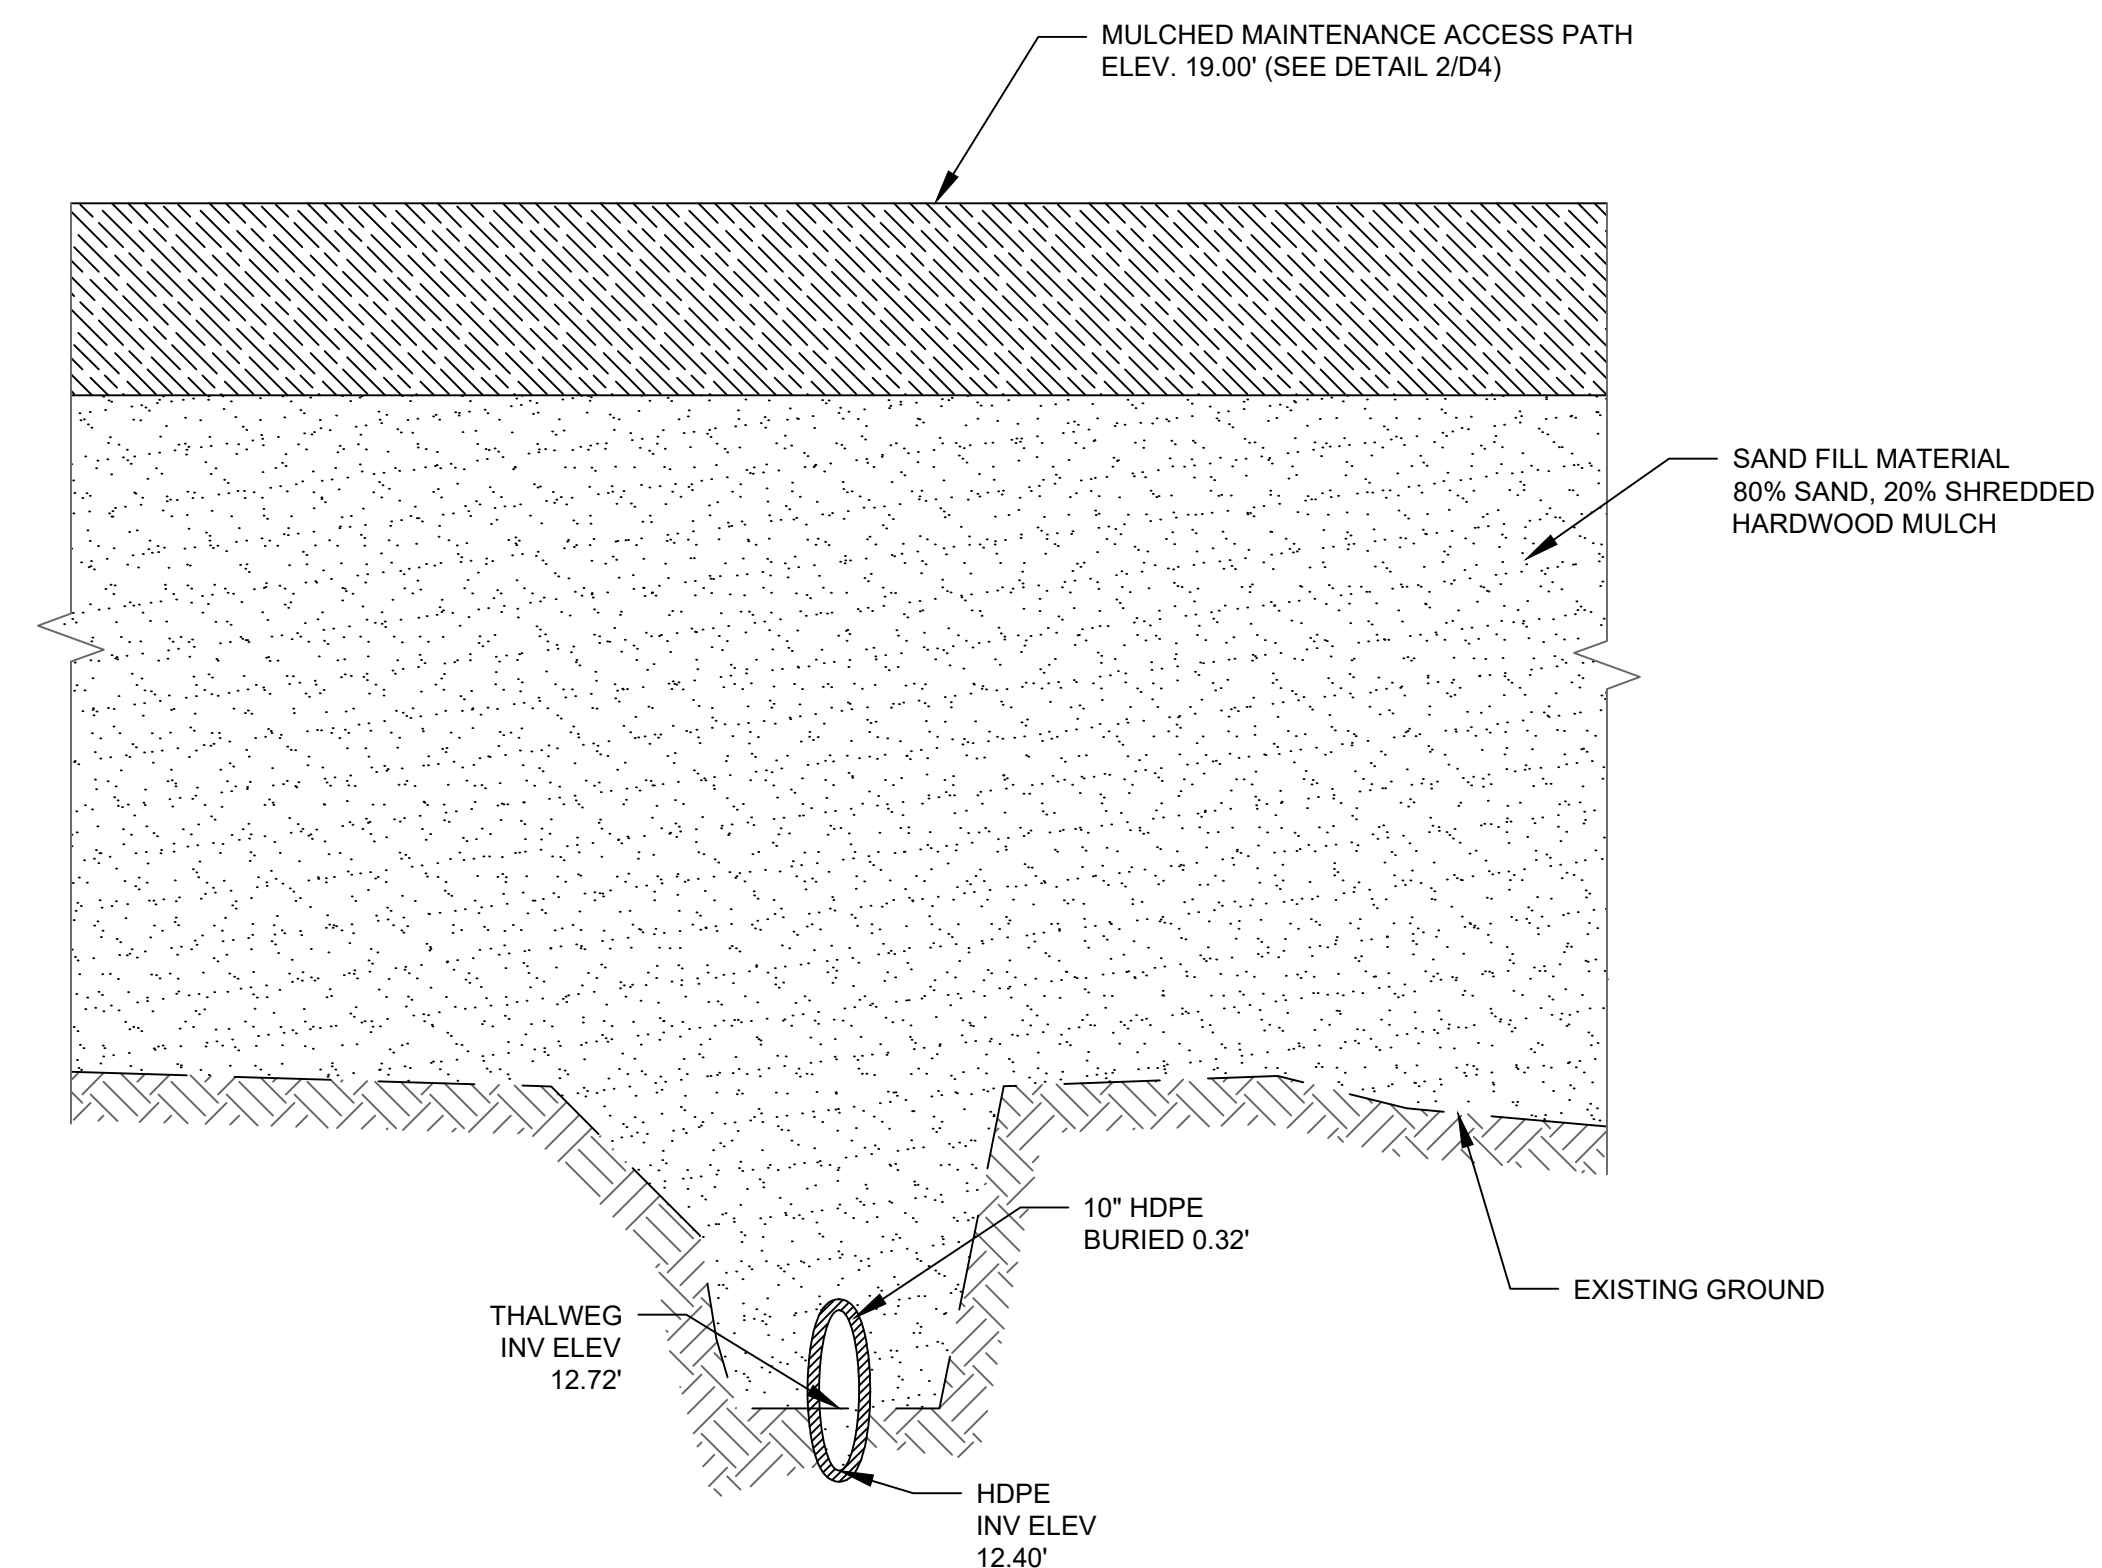 MULCHED MAINTENANCE ACCESS PATH
ELEV. 19.00' (SEE DETAIL 2/D4)
SAND FILL MATERIAL
80% SAND, 20% SHREDDED
HARDWOOD MULCH
10" HDPE
BURIED 0.32'
EXISTING GROUND
THALWEG
INV ELEV
12.72'
HDPE
INV ELEV
12.40'